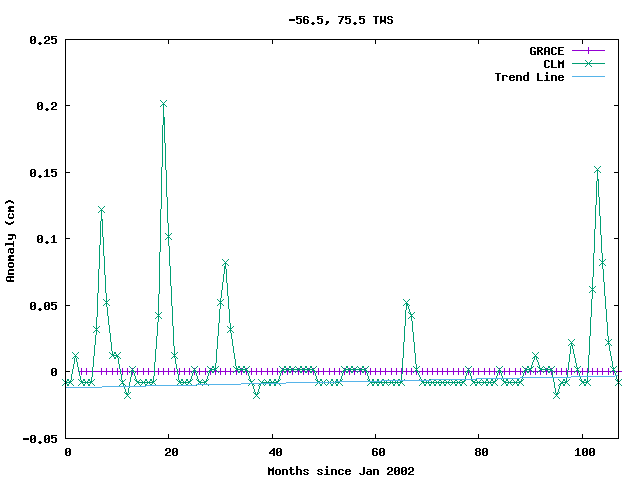 -56.5, 75.5 TWS
GRACE
CLM
Trend Line
0.25
0.2
0.15
0.1
0.05
0
-0.05
Anomaly (cm)
0 20 40 60 80 100
Months since Jan 2002